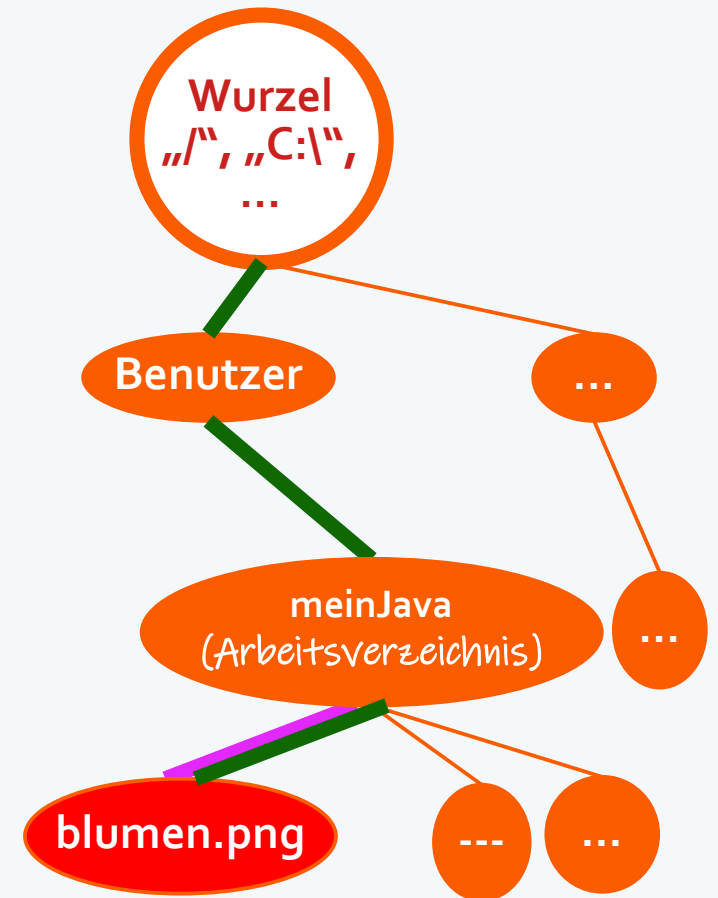 Wurzel
„/“, „C:\“,
...
Benutzer
...
meinJava
(Arbeitsverzeichnis)
...
blumen.png
---
...